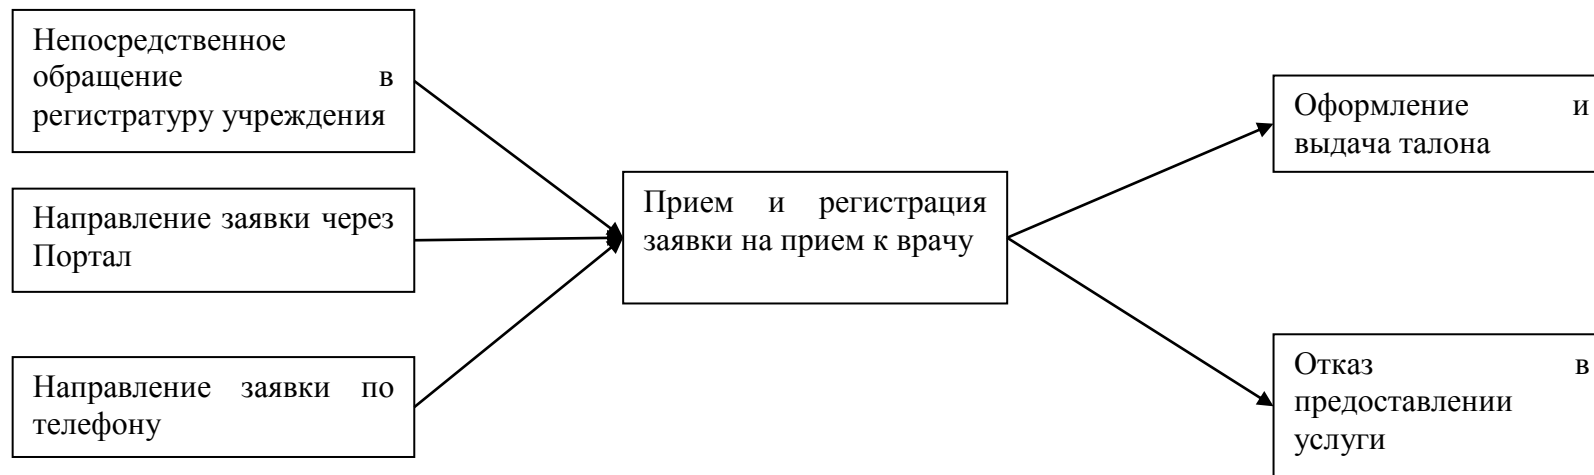 Непосредственное
обращение в
регистратуру учреждения
Направление заявки через
Портал
Направление заявки по
телефону
Прием и регистрация
заявки на прием к врачу
Оформление и
выдача талона
Отказ в
предоставлении
услуги